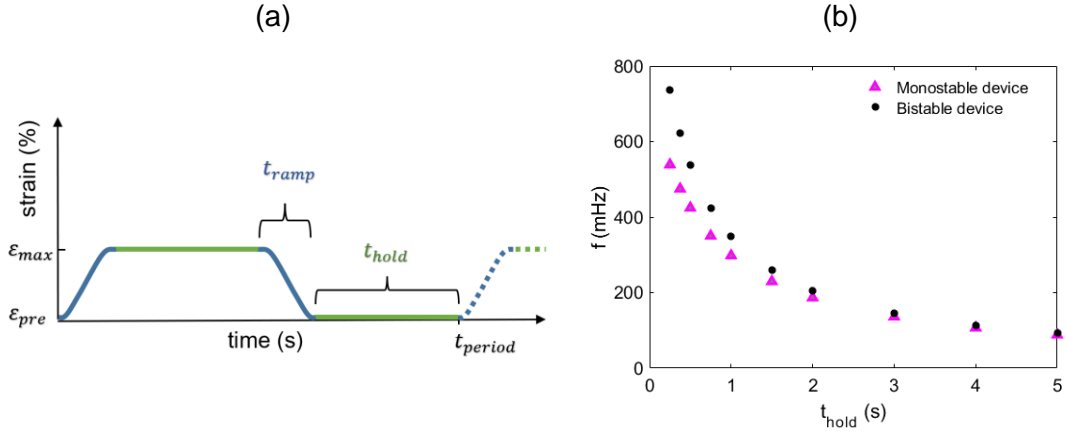 (a)
strain (%)
ε_max
ε_pre
t_ramp
t_hold
time (s)
t_period
(b)
f (mHz)
800
600
400
200
0
Monostable device
Bistable device
0 1 2 3 4 5
t_hold (s)